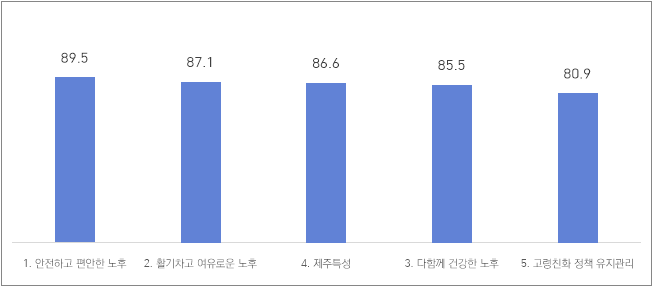 89.5
87.1
86.6
85.5
80.9
1. 안전하고 편안한 노후
2. 활기차고 여유로운 노후
4. 제주특성
3. 다함께 건강한 노후
5. 고령친화 정책 유지관리